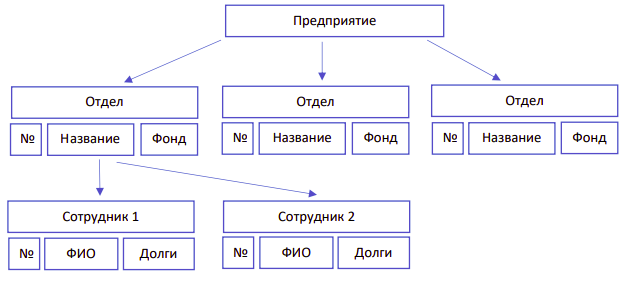 Предприятие
Отдел Отдел Отдел
№ Название Фонд № Название Фонд № Название Фонд
Сотрудник 1 Сотрудник 2
№ ФИО Долги № ФИО Долги